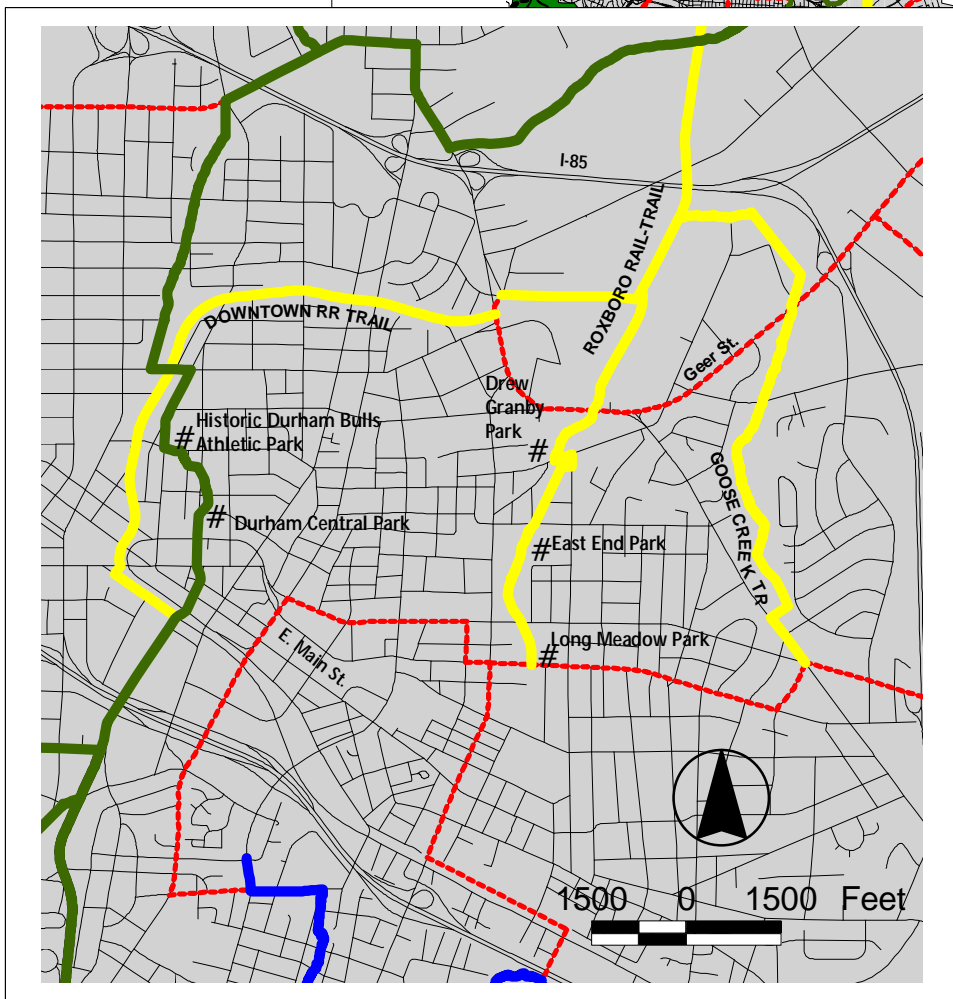 I-85
ROXBORO RAIL-TRAIL
DOWNTOWN RR TRAIL
Geer St.
Drew
Granby
Park
#
Historic Durham Bulls
# Athletic Park
GOOSE CREEK TR
# Durham Central Park
# East End Park
# Long Meadow Park
E. Main St.
1500 0 1500 Feet